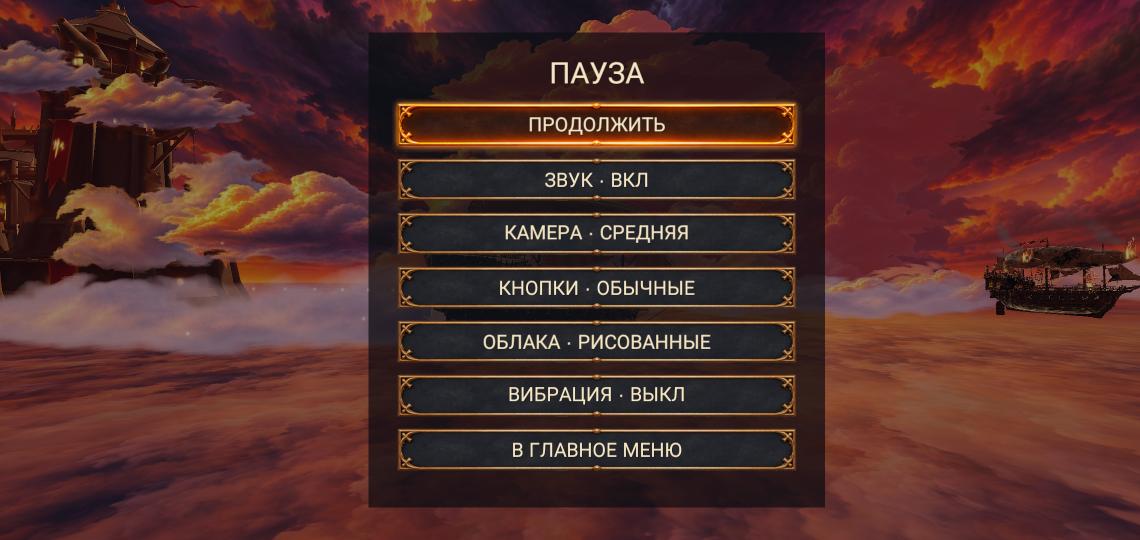 ПАУЗА
ПРОДОЛЖИТЬ
ЗВУК · ВКЛ
КАМЕРА · СРЕДНЯЯ
КНОПКИ · ОБЫЧНЫЕ
ОБЛАКА · РИСОВАННЫЕ
ВИБРАЦИЯ · ВЫКЛ
В ГЛАВНОЕ МЕНЮ